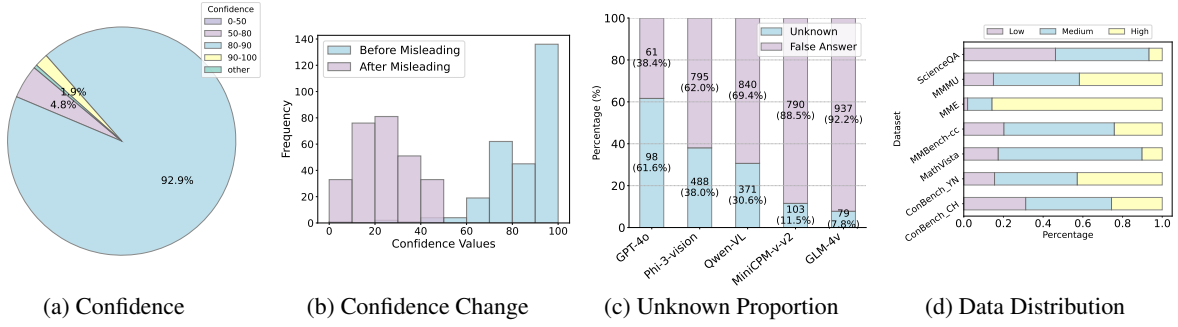 Confidence
0-50
50-80
80-90
90-100
other
1.9%
4.8%
92.9%
(a) Confidence
Frequency
140
120
100
80
60
40
20
0
Before Misleading
After Misleading
0 20 40 60 80 100
Confidence Values
(b) Confidence Change
Percentage (%)
100
80
60
40
20
0
Unknown
False Answer
61
(38.4%)
98
(61.6%)
795
(62.0%)
488
(38.0%)
840
(69.4%)
371
(30.6%)
790
(88.5%)
103
(11.5%)
937
(92.2%)
79
(7.8%)
GPT-4o
Phi-3-vision
Qwen-VL
MiniCPM-v-v2
GLM-4v
(c) Unknown Proportion
Low Medium High
Dataset
ScienceQA
MMMU
MME
MMBench-cc
MathVista
ConBench_YN
ConBench_CH
0.0 0.2 0.4 0.6 0.8 1.0
Percentage
(d) Data Distribution